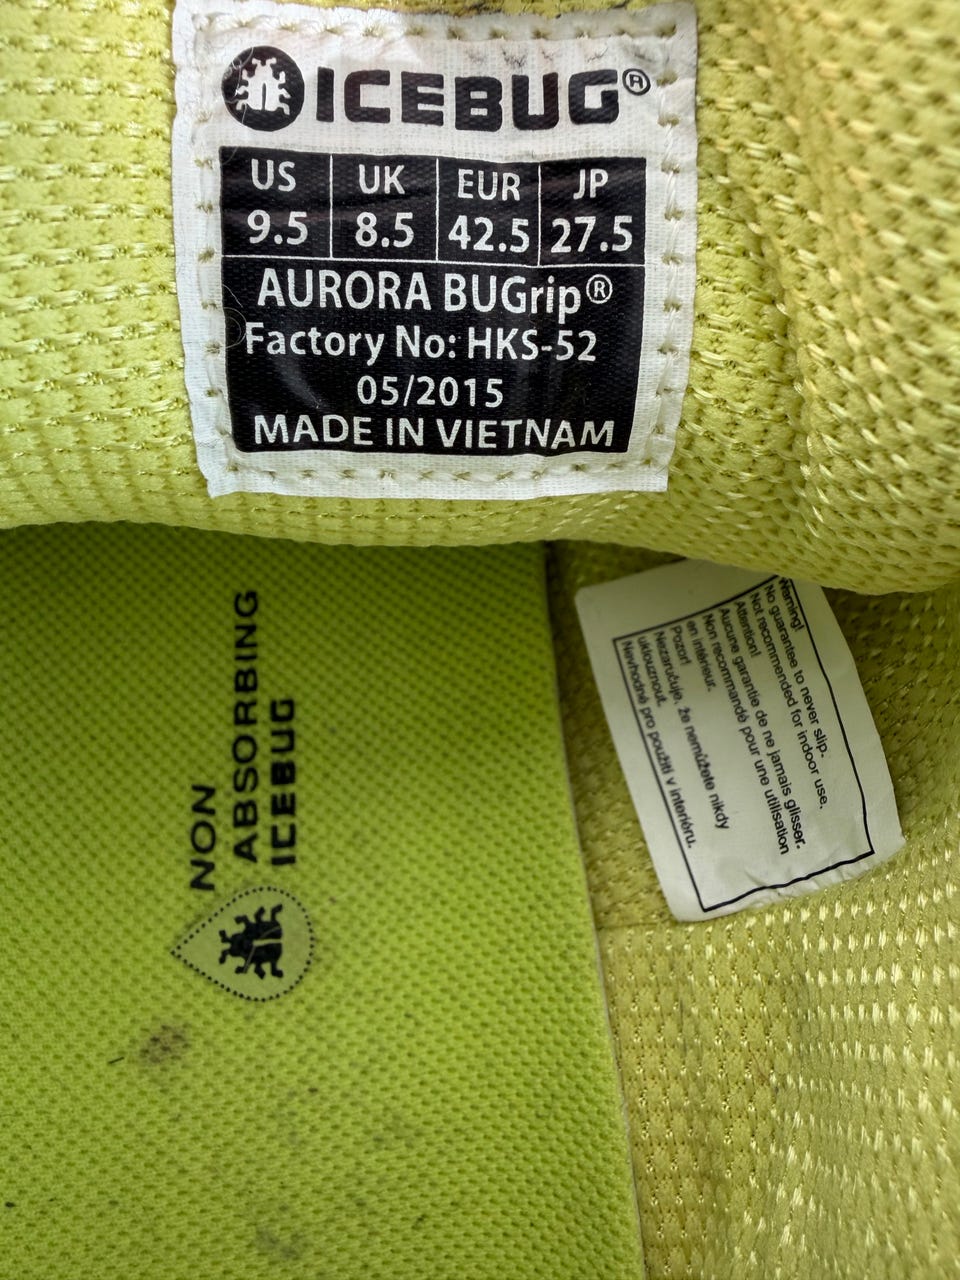 ICEBUG®
US UK EUR JP
9.5 8.5 42.5 27.5
AURORA BUGrip®
Factory No: HKS-52
05/2015
MADE IN VIETNAM
NON
ABSORBING
ICEBUG
Warning!
No guarantee to never slip.
Not recommended for indoor use.
Attention!
Aucune garantie de ne jamais glisser.
Non recommandé pour une utilisation
en intérieur.
Pozor!
Nezaručuje, že nemůžete nikdy
uklouznout.
Nevhodné pro použití v interiéru.